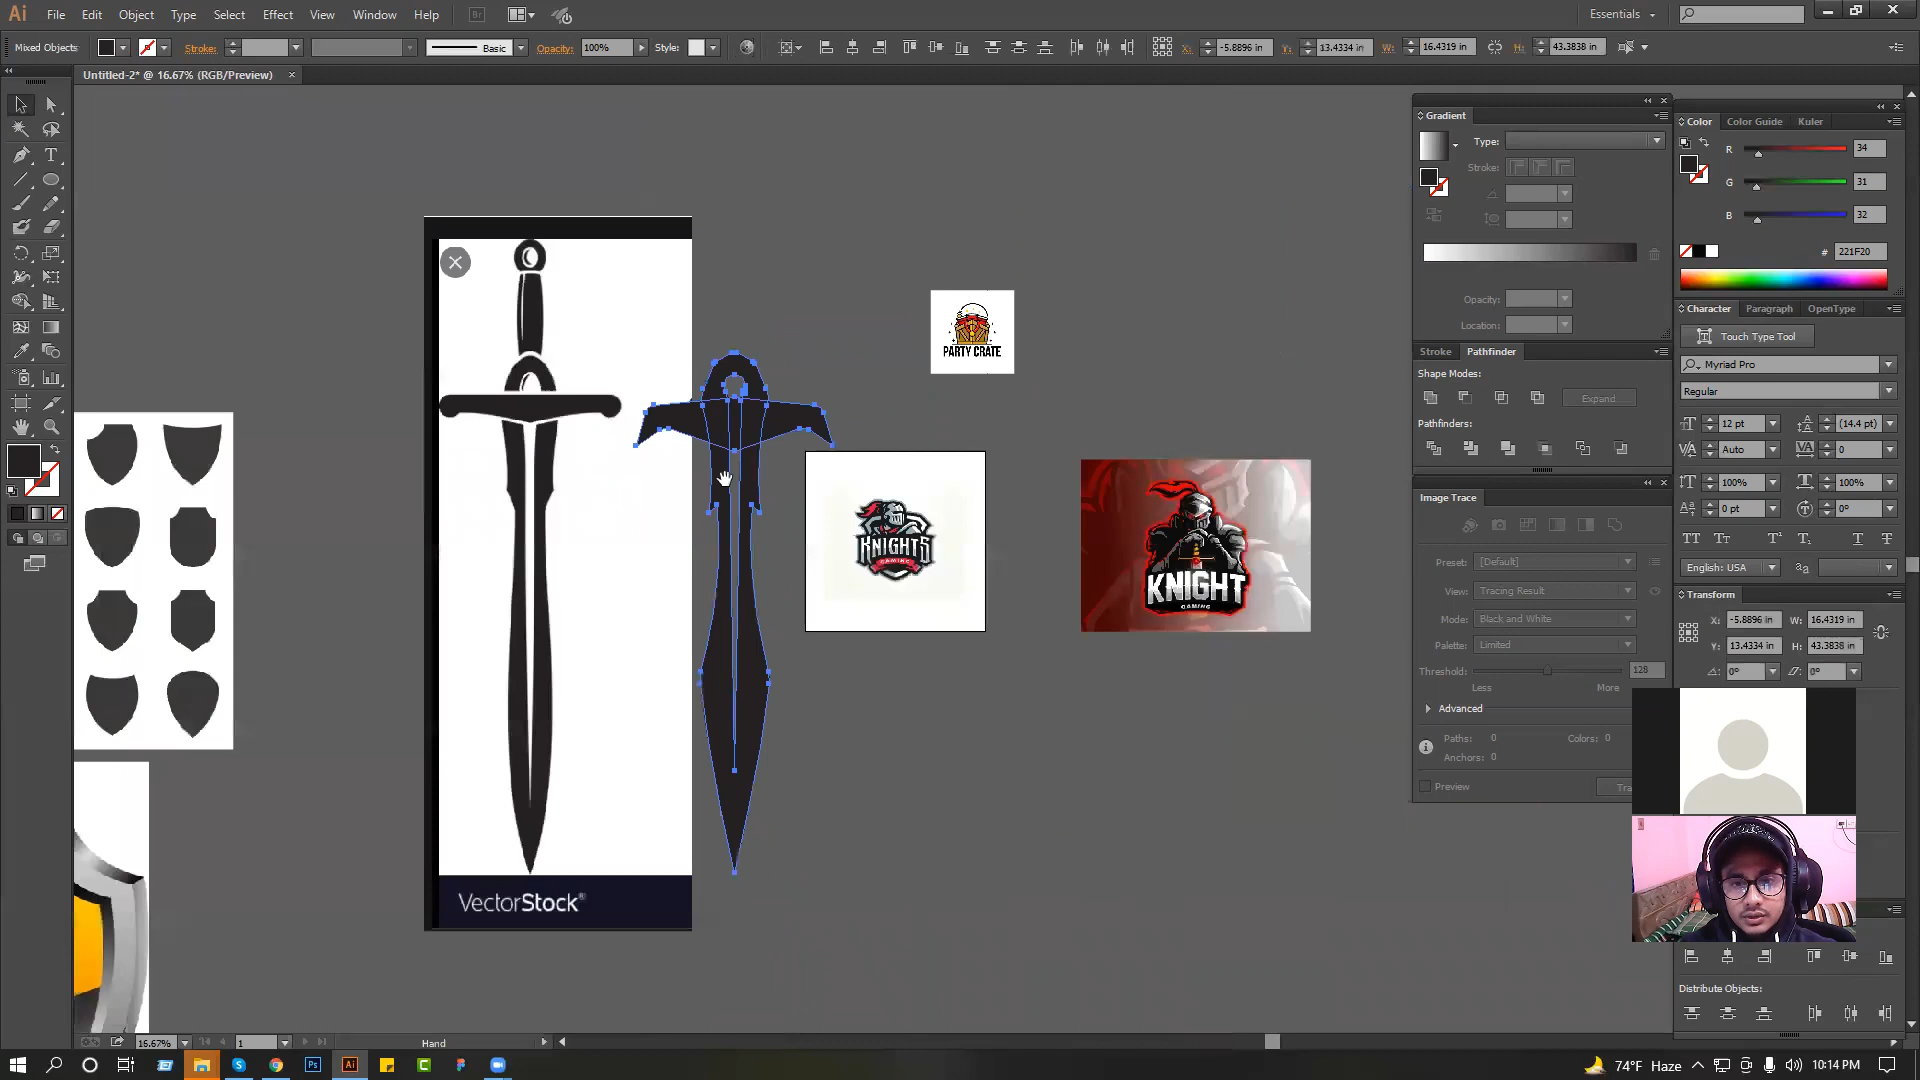 Ai File Edit Object Type Select Effect View Window Help Br Essentials
Mixed Objects Stroke: Basic Opacity: 100% Style: X: -5.8896 in Y: 13.4334 in W: 16.4319 in H: 43.3838 in
Untitled-2* @ 16.67% (RGB/Preview) ×
Gradient
Type:
Stroke:
Opacity:
Location:
Stroke Pathfinder
Shape Modes:
Expand
Pathfinders:
Image Trace
Preset: [Default]
View: Tracing Result
Mode: Black and White
Palette: Limited
Threshold: 128
Less More
Advanced
Paths: 0 Colors: 0
Anchors: 0
Preview
Color Color Guide Kuler
R 34
G 31
B 32
# 221F20
Character Paragraph OpenType
Touch Type Tool
Myriad Pro
Regular
12 pt (14.4 pt)
Auto 0
100% 100%
0 pt 0°
English: USA
Transform
X: -5.8896 in W: 16.4319 in
Y: 13.4334 in H: 43.3838 in
0° 0°
Distribute Objects:
PARTY CRATE
KNIGHTS
GAMING
KNIGHT
GAMING
VectorStock®
16.67% 1 Hand
Ps Ai
74°F Haze 10:14 PM